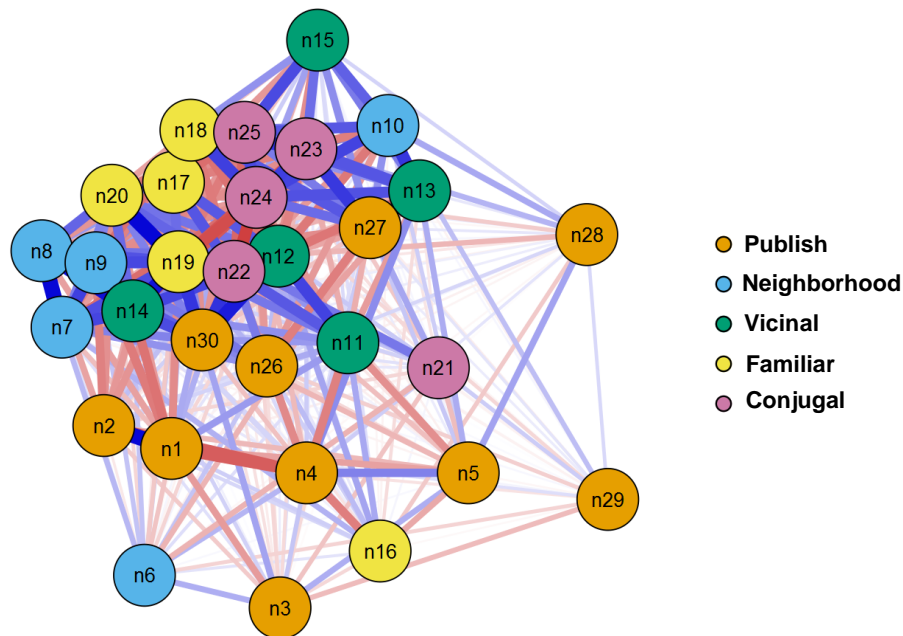 n15
n18
n25
n10
n23
n20
n17
n24
n13
n27
n28
n8
n9
n19
n22
n12
n14
n7
n30
n11
n26
n21
n2
n1
n4
n5
n29
n16
n6
n3
Publish
Neighborhood
Vicinal
Familiar
Conjugal